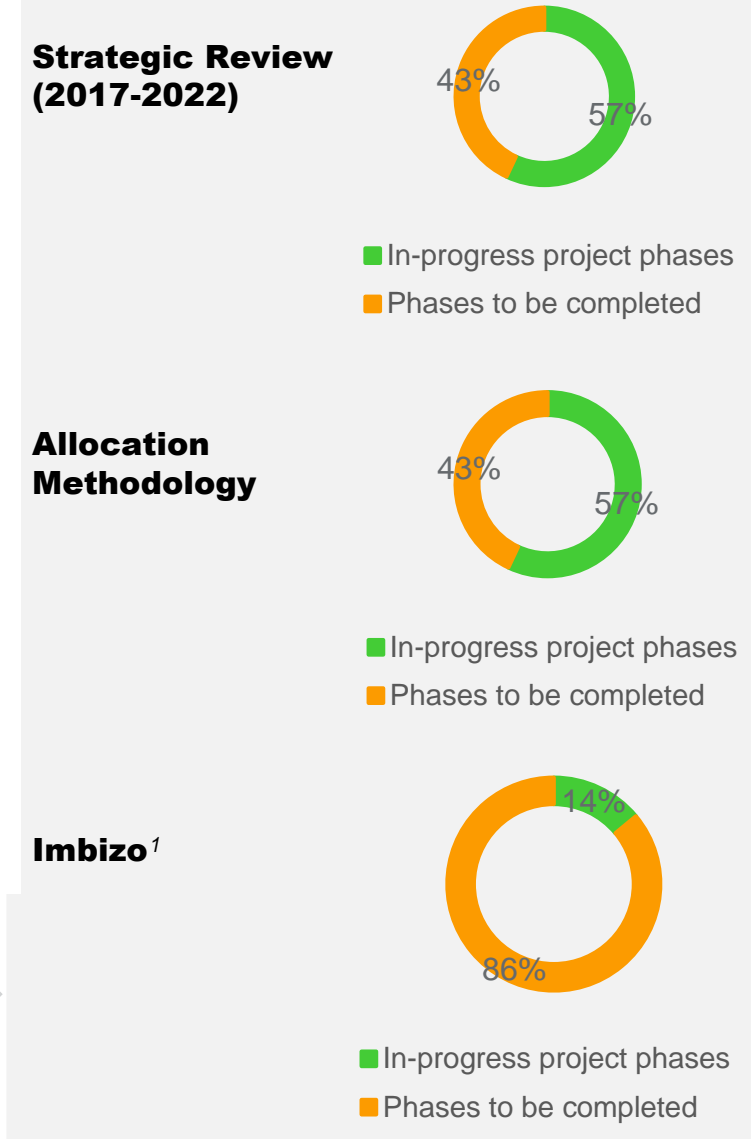 Strategic Review
(2017-2022)
43%
57%
In-progress project phases
Phases to be completed
Allocation
Methodology
43%
57%
In-progress project phases
Phases to be completed
Imbizo¹
14%
86%
In-progress project phases
Phases to be completed